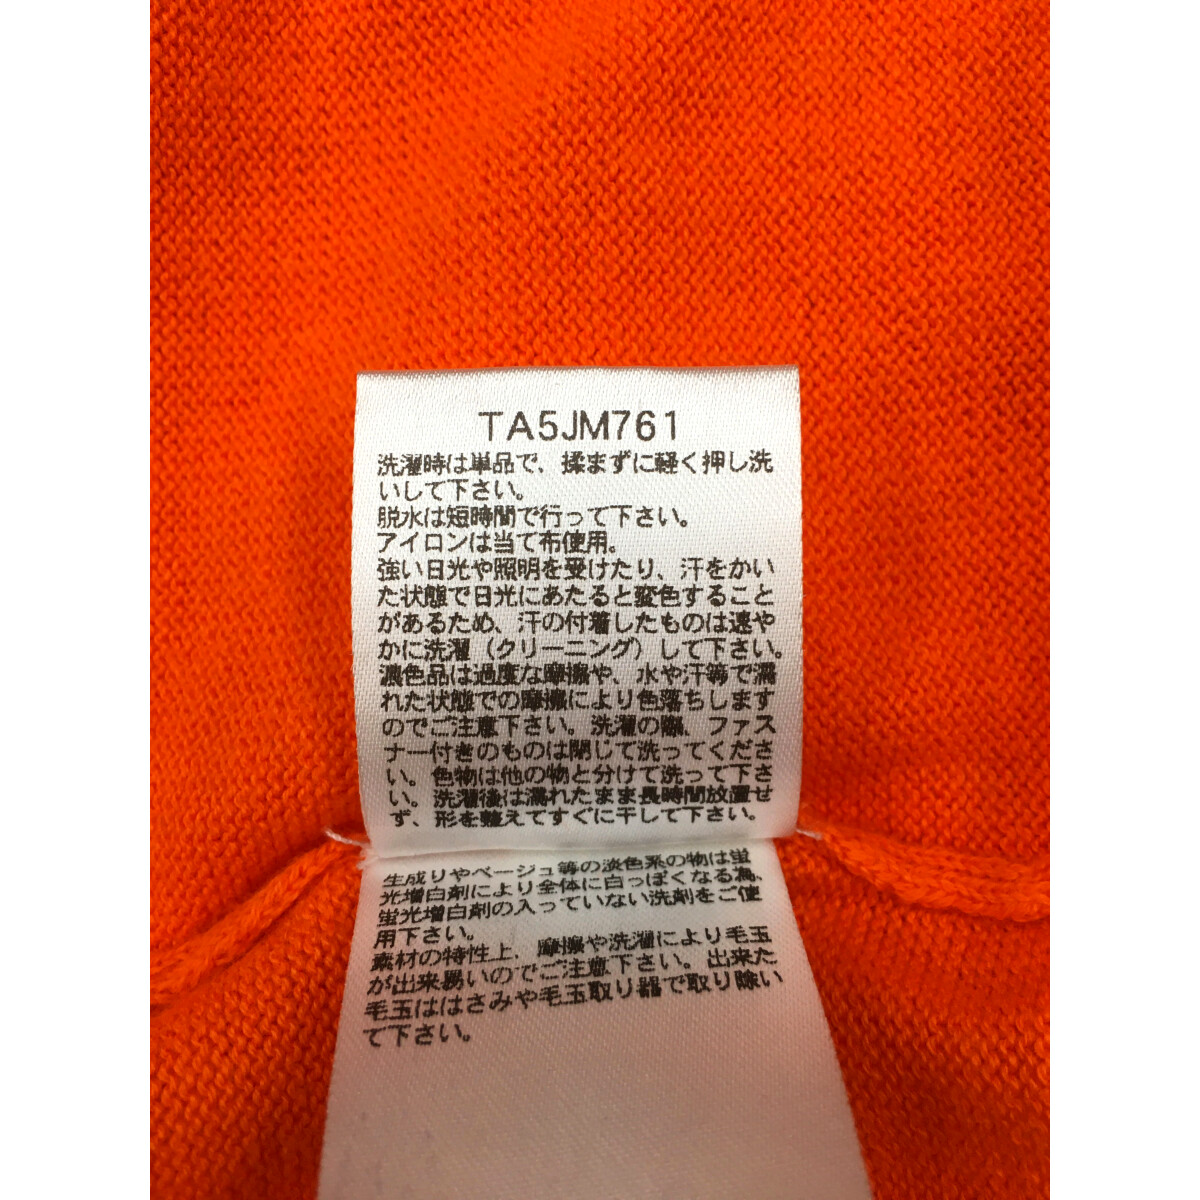 TA5JM761
洗濯時は単品で、揉まずに軽く押し洗
いして下さい。
脱水は短時間で行って下さい。
アイロンは当て布使用。
強い日光や照明を受けたり、汗をかい
た状態で日光にあたると変色すること
があるため、汗の付着したものは速や
かに洗濯(クリーニング)して下さい。
濃色品は過度な摩擦や、水や汗等で濡
れた状態での摩擦により色落ちします
のでご注意下さい。洗濯の際、ファス
ナー付きのものは閉じて洗ってくださ
い。色物は他の物と分けて洗って下さ
い。洗濯後は濡れたまま長時間放置せ
ず、形を整えてすぐに干して下さい。
生成りやベージュ等の淡色系の物は蛍
光増白剤により全体に白っぽくなる為、
蛍光増白剤の入っていない洗剤をご使
用下さい。
素材の特性上、摩擦や洗濯により毛玉
が出来易いのでご注意下さい。出来た
毛玉ははさみや毛玉取り器で取り除い
て下さい。